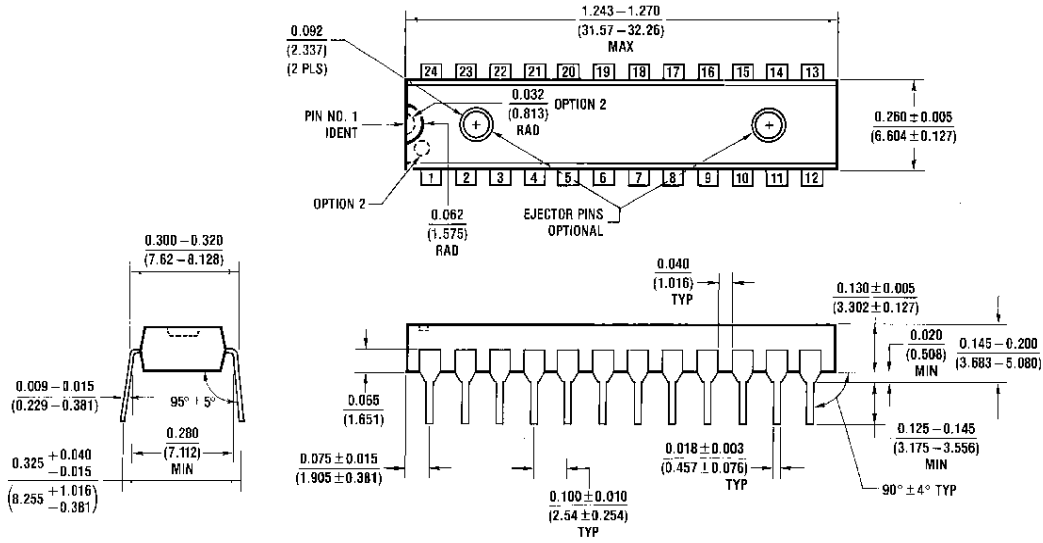 1.243–1.270
(31.57–32.26)
MAX
0.092
(2.337)
(2 PLS)
24 23 22 21 20 19 18 17 16 15 14 13
0.032
(0.813)
RAD
OPTION 2
PIN NO. 1
IDENT
0.260±0.005
(6.604±0.127)
1 2 3 4 5 6 7 8 9 10 11 12
OPTION 2
0.062
(1.575)
RAD
EJECTOR PINS
OPTIONAL
0.300–0.320
(7.62–8.128)
0.040
(1.016)
TYP
0.130±0.005
(3.302±0.127)
0.020
(0.508)
MIN
0.145–0.200
(3.683–5.080)
0.009–0.015
(0.229–0.381)
95° ± 5°
0.280
(7.112)
MIN
0.325 +0.040
−0.015
(8.255 +1.016
−0.381)
0.065
(1.651)
0.075±0.015
(1.905±0.381)
0.100±0.010
(2.54±0.254)
TYP
0.018±0.003
(0.457±0.076)
TYP
0.125–0.145
(3.175–3.556)
MIN
90° ±4° TYP